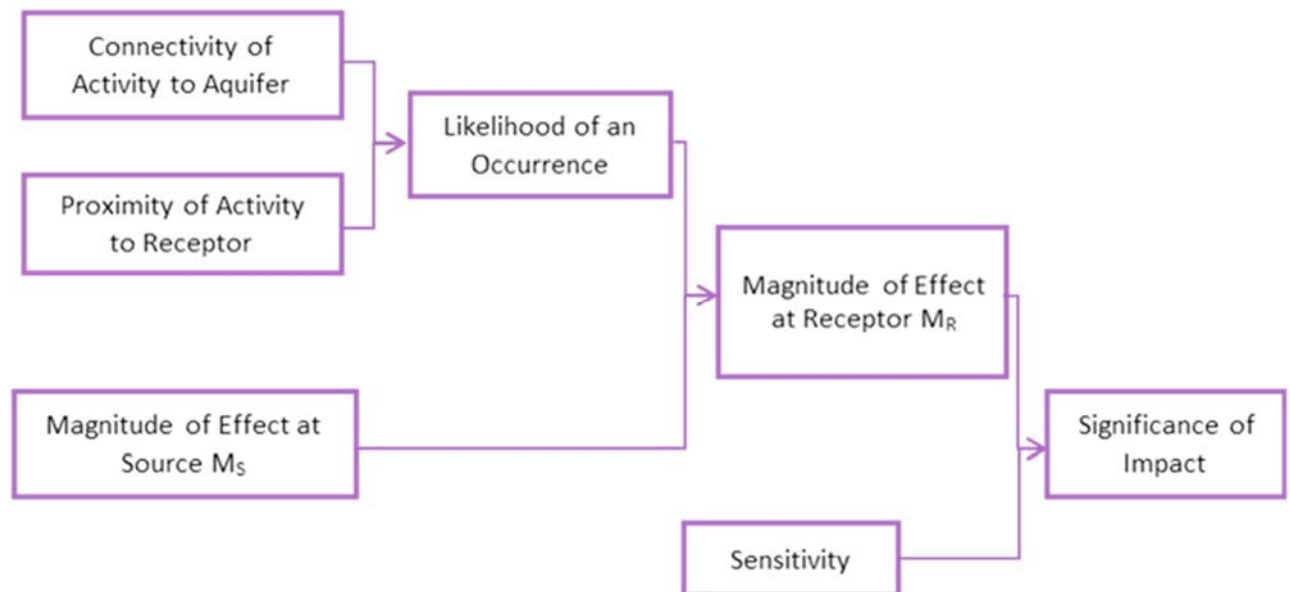 Connectivity of
Activity to Aquifer
Likelihood of an
Occurrence
Proximity of Activity
to Receptor
Magnitude of Effect
at Receptor MR
Magnitude of Effect at
Source MS
Significance of
Impact
Sensitivity